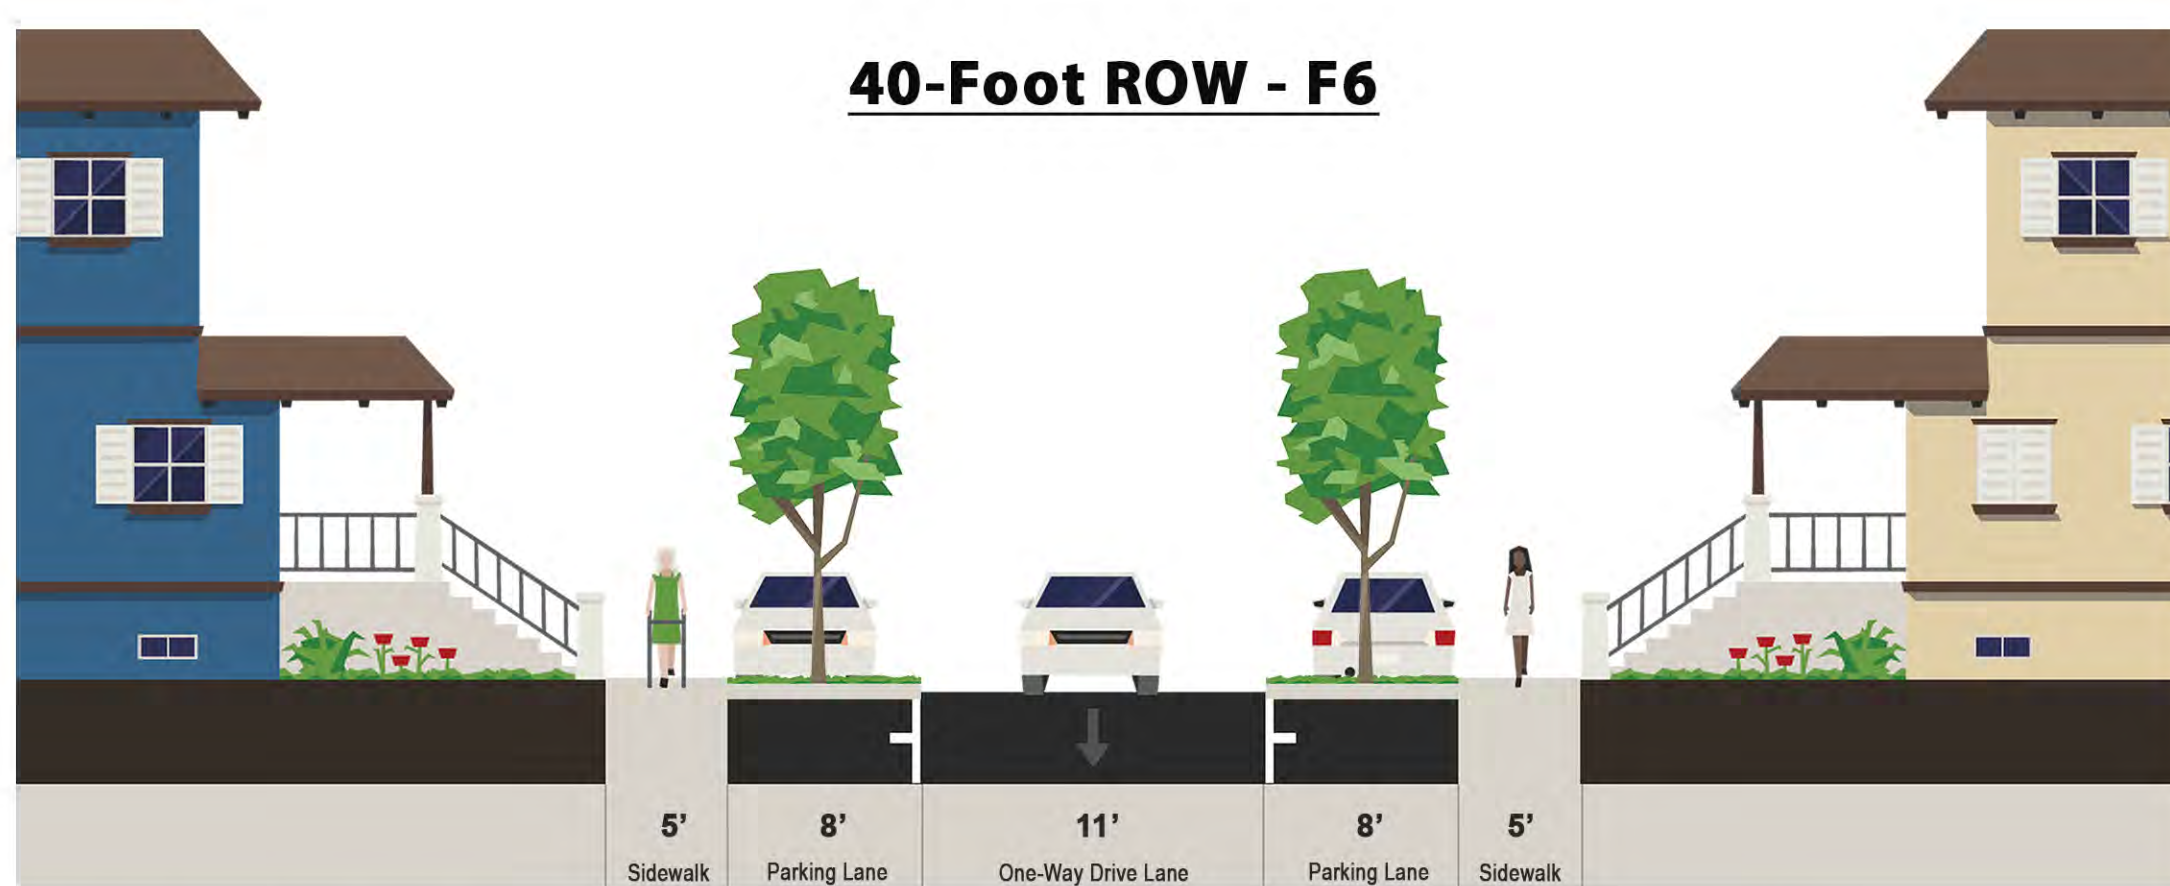 40-Foot ROW - F6
5’ 8’ 11’ 8’ 5’
Sidewalk Parking Lane One-Way Drive Lane Parking Lane Sidewalk